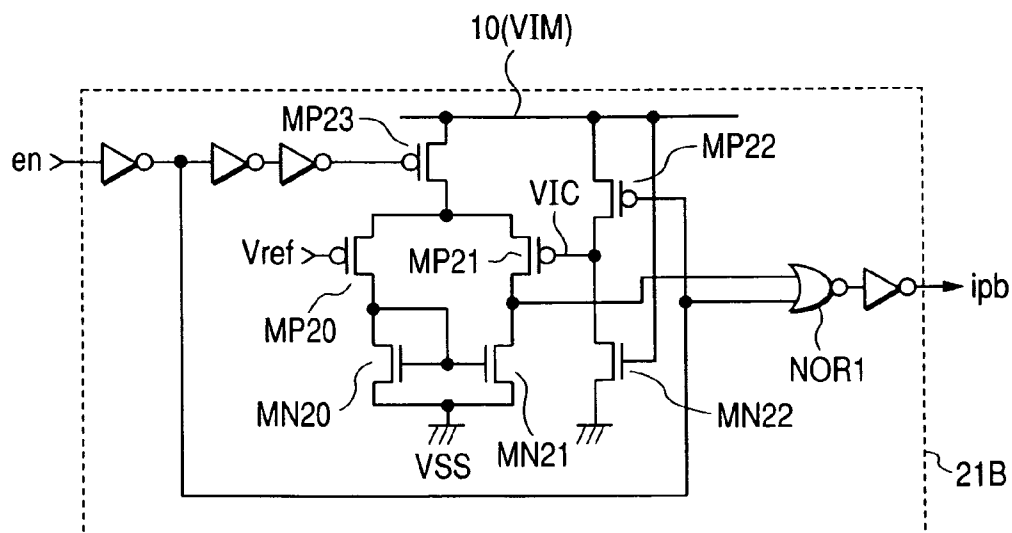 10(VIM)
MP23
en
MP22
VIC
Vref
MP21
ipb
MP20
NOR1
MN20
MN22
VSS
MN21
21B